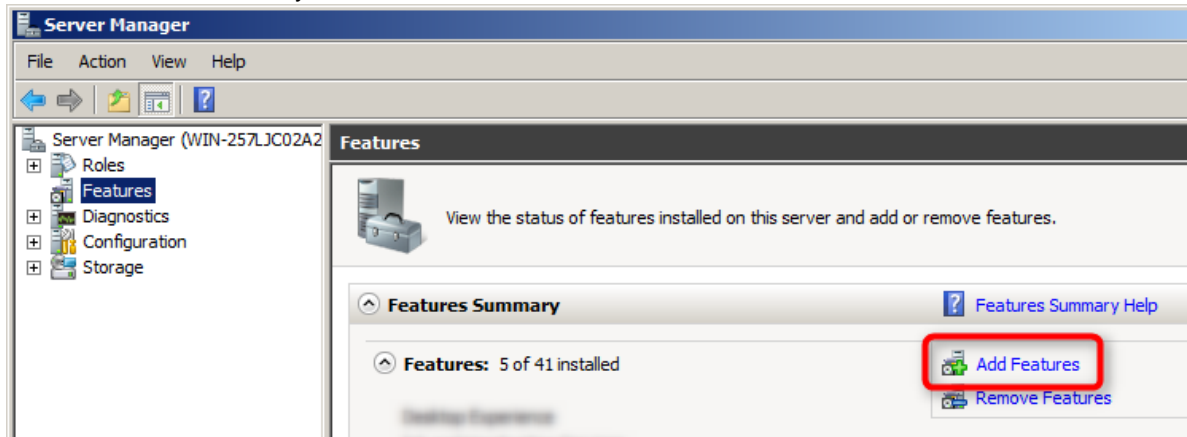 Server Manager
File Action View Help
Server Manager (WIN-257LJC02A2
Roles
Features
Diagnostics
Configuration
Storage
Features
View the status of features installed on this server and add or remove features.
Features Summary
Features Summary Help
Features: 5 of 41 installed
Add Features
Remove Features
Desktop Experience